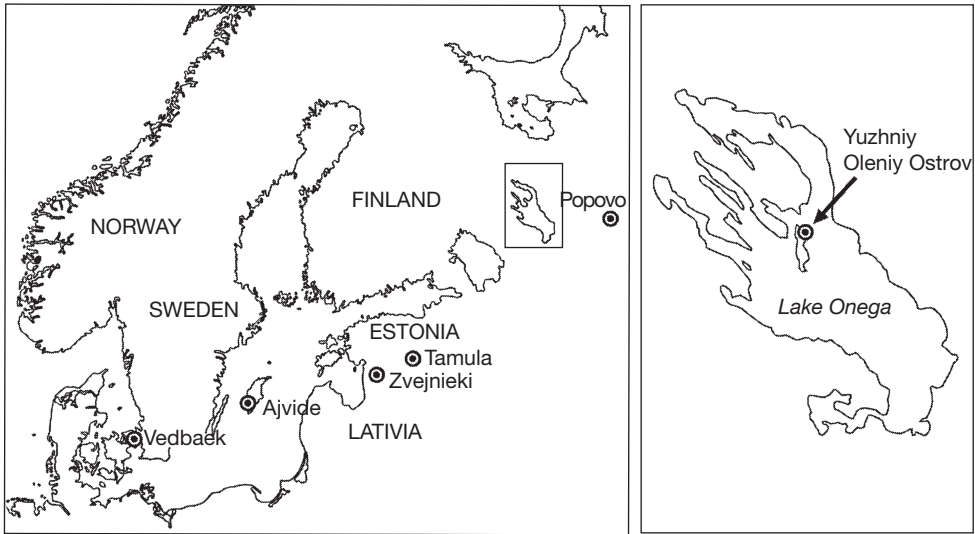 NORWAY
FINLAND
Popovo
SWEDEN
ESTONIA
Tamula
Zvejnieki
Ajvide
LATIVIA
Vedbaek
Yuzhniy
Oleniy Ostrov
Lake Onega